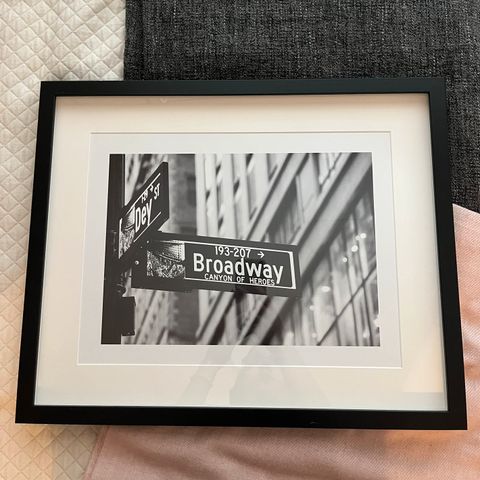 Dey ST
193-207 →
Broadway
CANYON OF HEROES